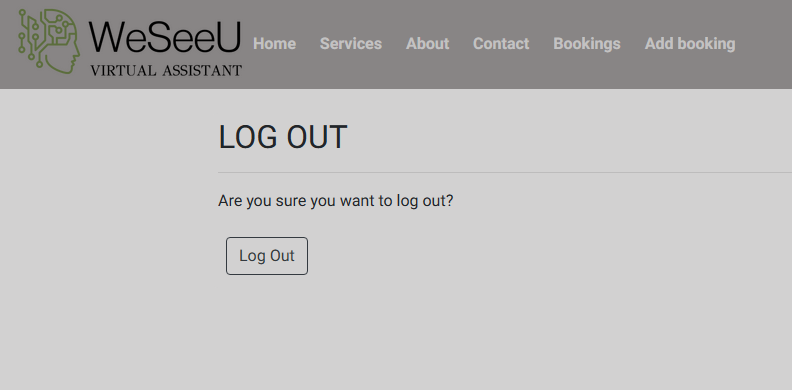 WeSeeU
VIRTUAL ASSISTANT
Home Services About Contact Bookings Add booking
LOG OUT
Are you sure you want to log out?
Log Out